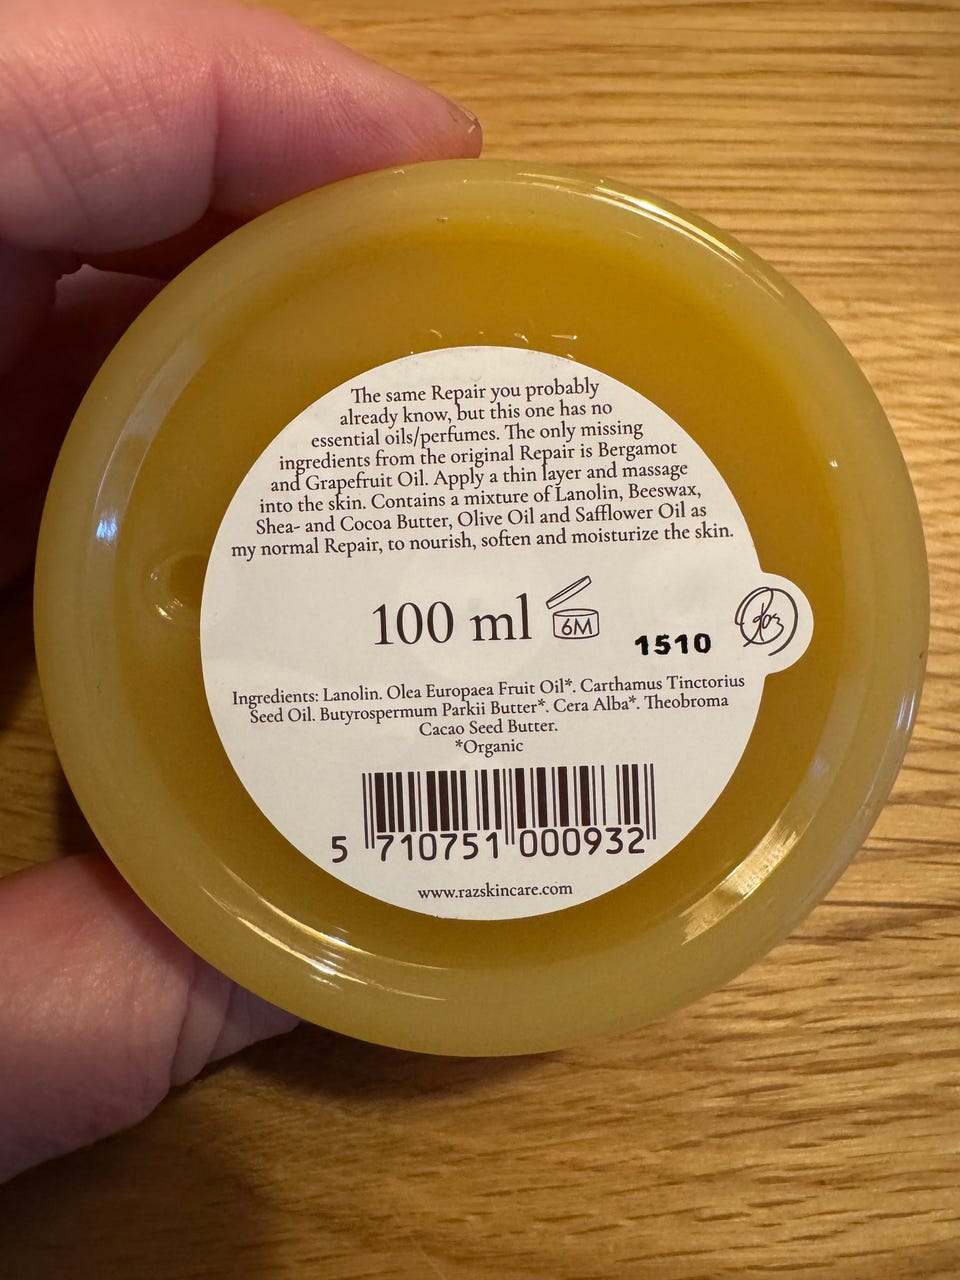 The same Repair you probably
already know, but this one has no
essential oils/perfumes. The only missing
ingredients from the original Repair is Bergamot
and Grapefruit Oil. Apply a thin layer and massage
into the skin. Contains a mixture of Lanolin, Beeswax,
Shea- and Cocoa Butter, Olive Oil and Safflower Oil as
my normal Repair, to nourish, soften and moisturize the skin.
100 ml
6M
1510
Raz
Ingredients: Lanolin. Olea Europaea Fruit Oil*. Carthamus Tinctorius
Seed Oil. Butyrospermum Parkii Butter*. Cera Alba*. Theobroma
Cacao Seed Butter.
*Organic
5 710751 000932
www.razskincare.com